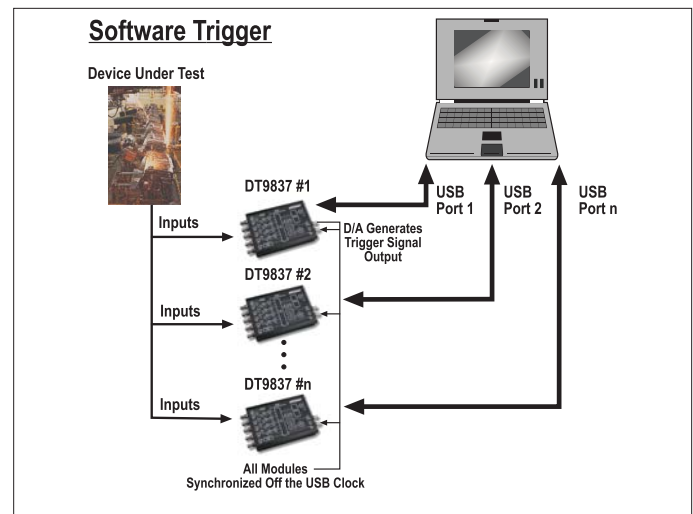 Software Trigger
Device Under Test
DT9837 #1
USB
Port 1
USB
Port 2
USB
Port n
Inputs
D/A Generates
Trigger Signal
Output
DT9837 #2
Inputs
DT9837 #n
Inputs
All Modules
Synchronized Off the USB Clock